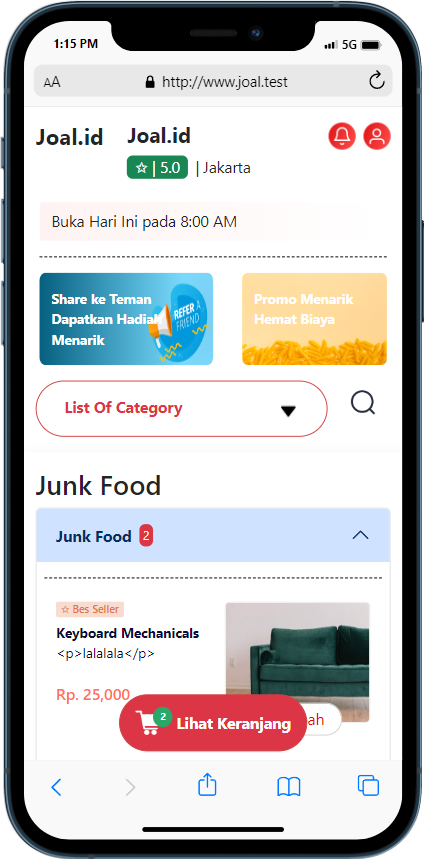 1:15 PM
5G
AA
http://www.joal.test
Joal.id
Joal.id
5.0 | Jakarta
Buka Hari Ini pada 8:00 AM
Share ke Teman
Dapatkan Hadiah
Menarik
REFER
A
FRIEND
Promo Menarik
Hemat Biaya
List Of Category
Junk Food
Junk Food 2
Bes Seller
Keyboard Mechanicals
<p>lalalala</p>
Rp. 25,000
2
Lihat Keranjang
ah